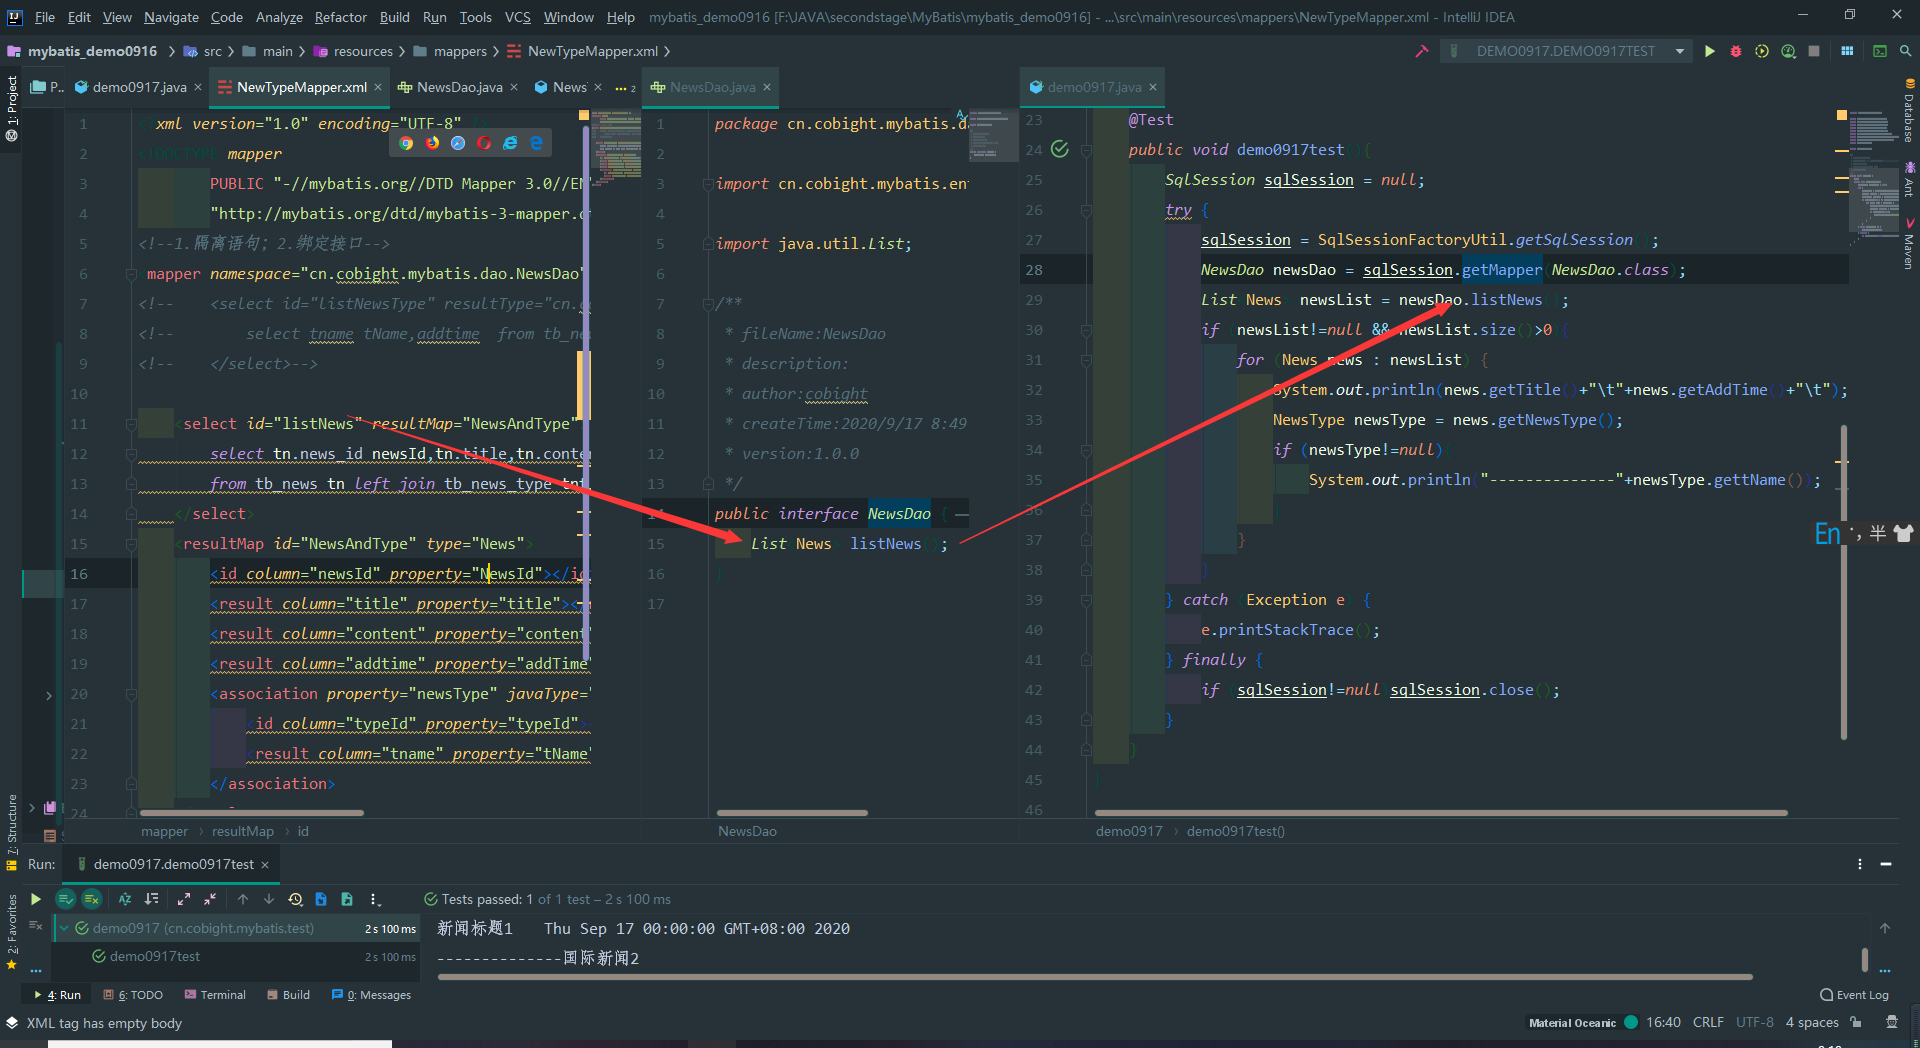 File Edit View Navigate Code Analyze Refactor Build Run Tools VCS Window Help mybatis_demo0916 [F:\JAVA\secondstage\MyBatis\mybatis_demo0916] - ...\src\main\resources\mappers\NewTypeMapper.xml - IntelliJ IDEA
mybatis_demo0916 src main resources mappers NewTypeMapper.xml DEMO0917.DEMO0917TEST
1: Project
P.. demo0917.java NewTypeMapper.xml NewsDao.java News' 2
1 xml version="1.0" encoding="UTF-8"
2 <!DOCTYPE mapper
3 PUBLIC "-//mybatis.org//DTD Mapper 3.0//EN"
4 "http://mybatis.org/dtd/mybatis-3-mapper.d
5 <!--1.隔离语句; 2.绑定接口-->
6 mapper namespace="cn.cobight.mybatis.dao.NewsDao"
7 <!-- <select id="listNewsType" resultType="cn.
8 <!-- select tname tName,addtime from tb_ne
9 <!-- </select>-->
10
11 <select id="listNews" resultMap="NewsAndType"
12 select tn.news_id newsId,tn.title,tn.conte
13 from tb_news tn left join tb_news_type tnt
14 </select>
15 <resultMap id="NewsAndType" type="News">
16 <id column="newsId" property="NewsId"></id
17 <result column="title" property="title"></
18 <result column="content" property="content"
19 <result column="addtime" property="addTime"
20 <association property="newsType" javaType="
21 <id column="typeId" property="typeId">
22 <result column="tname" property="tName"
23 </association>
24
mapper resultMap id
NewsDao.java
1 package cn.cobight.mybatis.da
2
3 import cn.cobight.mybatis.ent
4
5 import java.util.List;
6
7 /**
8 * fileName:NewsDao
9 * description:
10 * author:cobight
11 * createTime:2020/9/17 8:49
12 * version:1.0.0
13 */
14 public interface NewsDao {
15 List News listNews();
16
17
NewsDao
demo0917.java
23 @Test
24 public void demo0917test(){
25 SqlSession sqlSession = null;
26 try {
27 sqlSession = SqlSessionFactoryUtil.getSqlSession();
28 NewsDao newsDao = sqlSession.getMapper(NewsDao.class);
29 List News newsList = newsDao.listNews();
30 if (newsList!=null && newsList.size()>0){
31 for (News news : newsList) {
32 System.out.println(news.getTitle()+"\t"+news.getAddTime()+"\t");
33 NewsType newsType = news.getNewsType();
34 if (newsType!=null)
35 System.out.println("--------------"+newsType.gettName());
36
37 }
38
39 } catch (Exception e) {
40 e.printStackTrace();
41 } finally {
42 if (sqlSession!=null)sqlSession.close();
43 }
44 }
45
46
demo0917 demo0917test()
Database
Ant
Maven
En ; 半
7: Structure
2: Favorites
Run: demo0917.demo0917test
Tests passed: 1 of 1 test – 2 s 100 ms
demo0917 (cn.cobight.mybatis.test) 2 s 100 ms
demo0917test 2 s 100 ms
新闻标题1 Thu Sep 17 00:00:00 GMT+08:00 2020
--------------国际新闻2
4: Run 6: TODO Terminal Build 0: Messages Event Log
XML tag has empty body Material Oceanic 16:40 CRLF UTF-8 4 spaces